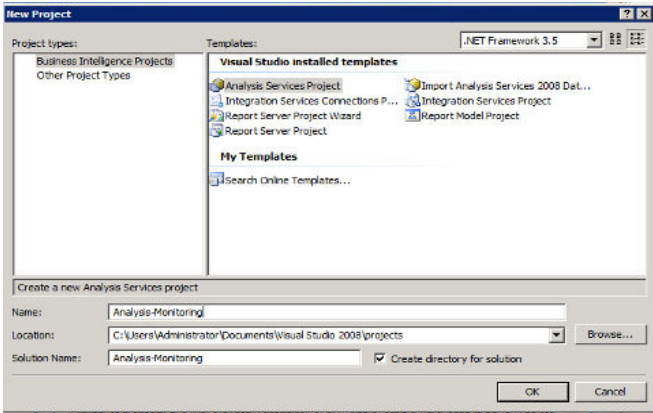 New Project
Project types:
Templates:
.NET Framework 3.5
Business Intelligence Projects
Other Project Types
Visual Studio installed templates
Analysis Services Project
Import Analysis Services 2008 Dat...
Integration Services Connections P...
Integration Services Project
Report Server Project Wizard
Report Model Project
Report Server Project
My Templates
Search Online Templates...
Create a new Analysis Services project
Name:
Analysis-Monitoring
Location:
C:\Users\Administrator\Documents\Visual Studio 2008\projects
Browse...
Solution Name:
Analysis-Monitoring
Create directory for solution
OK
Cancel